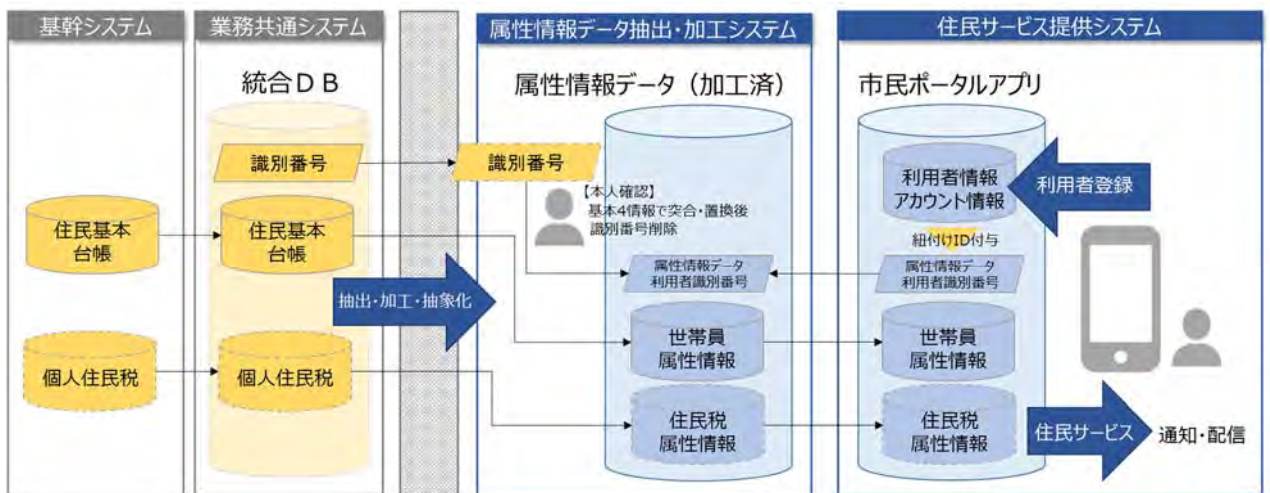 基幹システム
業務共通システム
属性情報データ抽出・加工システム
住民サービス提供システム
統合DB
属性情報データ（加工済）
市民ポータルアプリ
識別番号
識別番号
【本人確認】
基本4情報で突合・置換後
識別番号削除
利用者情報
アカウント情報
利用者登録
住民基本
台帳
住民基本
台帳
紐付けID付与
抽出・加工・抽象化
属性情報データ
利用者識別番号
属性情報データ
利用者識別番号
世帯員
属性情報
世帯員
属性情報
個人住民税
個人住民税
住民税
属性情報
住民税
属性情報
住民サービス
通知・配信